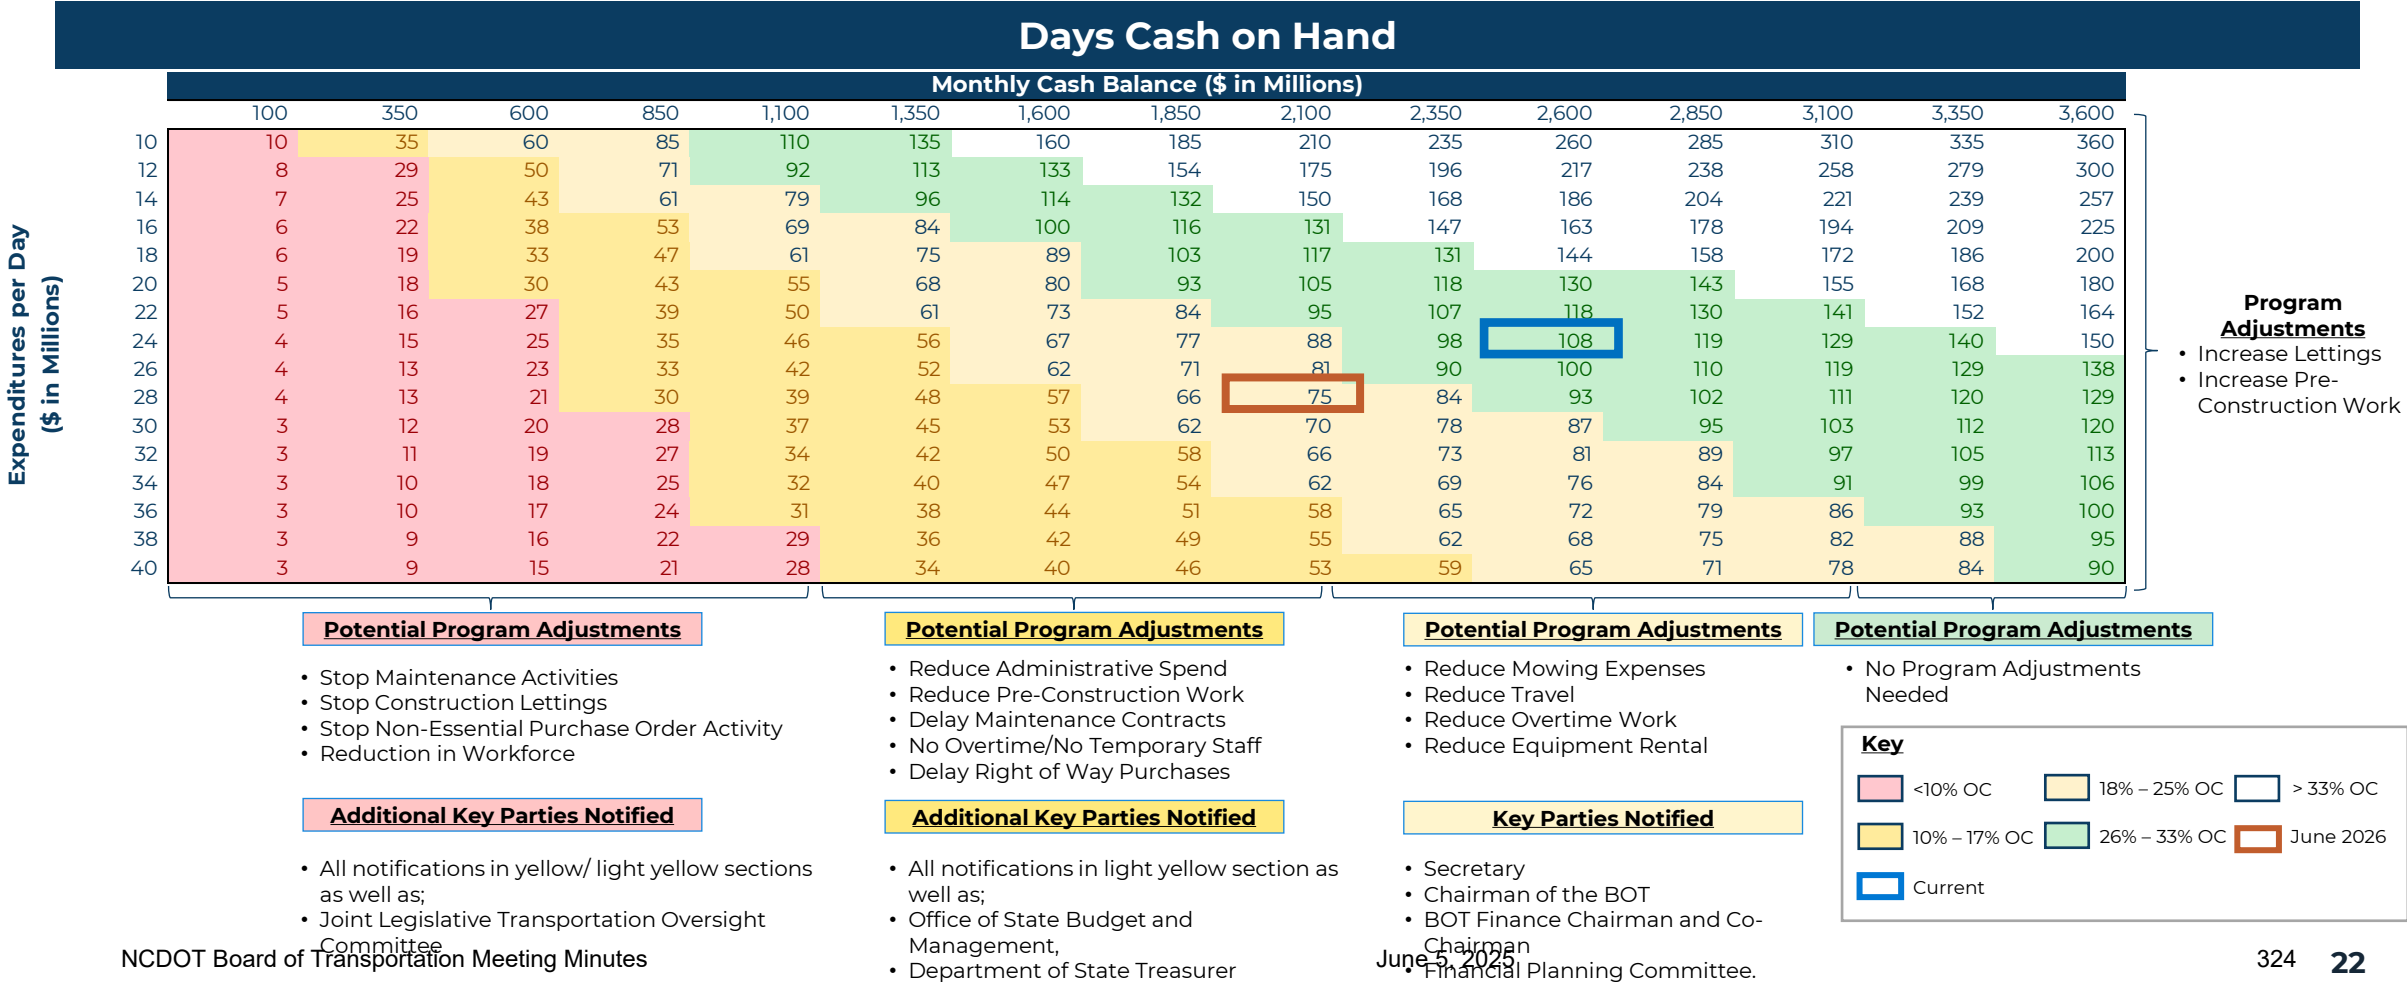 Days Cash on Hand
Monthly Cash Balance ($ in Millions)
100 350 600 850 1,100 1,350 1,600 1,850 2,100 2,350 2,600 2,850 3,100 3,350 3,600
Expenditures per Day
($ in Millions)
10 10 35 60 85 110 135 160 185 210 235 260 285 310 335 360
12 8 29 50 71 92 113 133 154 175 196 217 238 258 279 300
14 7 25 43 61 79 96 114 132 150 168 186 204 221 239 257
16 6 22 38 53 69 84 100 116 131 147 163 178 194 209 225
18 6 19 33 47 61 75 89 103 117 131 144 158 172 186 200
20 5 18 30 43 55 68 80 93 105 118 130 143 155 168 180
22 5 16 27 39 50 61 73 84 95 107 118 130 141 152 164
24 4 15 25 35 46 56 67 77 88 98 108 119 129 140 150
26 4 13 23 33 42 52 62 71 81 90 100 110 119 129 138
28 4 13 21 30 39 48 57 66 75 84 93 102 111 120 129
30 3 12 20 28 37 45 53 62 70 78 87 95 103 112 120
32 3 11 19 27 34 42 50 58 66 73 81 89 97 105 113
34 3 10 18 25 32 40 47 54 62 69 76 84 91 99 106
36 3 10 17 24 31 38 44 51 58 65 72 79 86 93 100
38 3 9 16 22 29 36 42 49 55 62 68 75 82 88 95
40 3 9 15 21 28 34 40 46 53 59 65 71 78 84 90
Program
Adjustments
• Increase Lettings
• Increase Pre-
Construction Work
Potential Program Adjustments
• Stop Maintenance Activities
• Stop Construction Lettings
• Stop Non-Essential Purchase Order Activity
• Reduction in Workforce
Additional Key Parties Notified
• All notifications in yellow/ light yellow sections
as well as;
• Joint Legislative Transportation Oversight
Committee
Potential Program Adjustments
• Reduce Administrative Spend
• Reduce Pre-Construction Work
• Delay Maintenance Contracts
• No Overtime/No Temporary Staff
• Delay Right of Way Purchases
Additional Key Parties Notified
• All notifications in light yellow section as
well as;
• Office of State Budget and
Management,
• Department of State Treasurer
Potential Program Adjustments
• Reduce Mowing Expenses
• Reduce Travel
• Reduce Overtime Work
• Reduce Equipment Rental
Key Parties Notified
• Secretary
• Chairman of the BOT
• BOT Finance Chairman and Co-
Chairman
• Financial Planning Committee.
Potential Program Adjustments
• No Program Adjustments
Needed
Key
<10% OC
18% – 25% OC
> 33% OC
10% – 17% OC
26% – 33% OC
June 2026
Current
NCDOT Board of Transportation Meeting Minutes
June 5, 2025
324
22